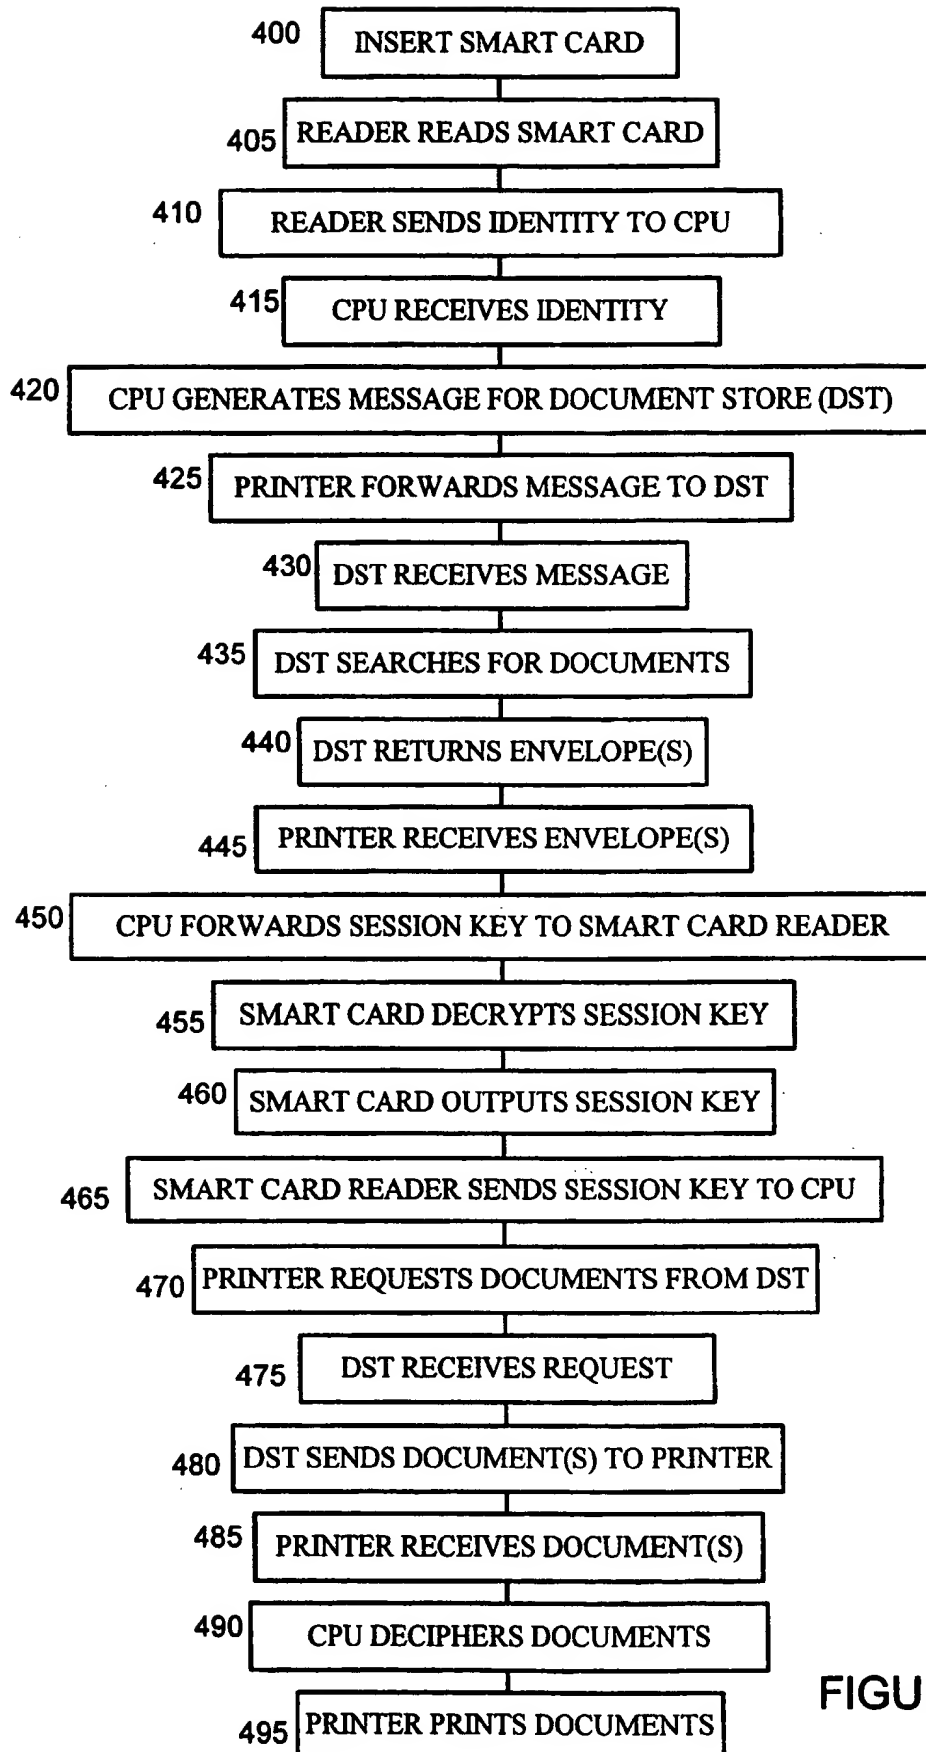 400 INSERT SMART CARD
405 READER READS SMART CARD
410 READER SENDS IDENTITY TO CPU
415 CPU RECEIVES IDENTITY
420 CPU GENERATES MESSAGE FOR DOCUMENT STORE (DST)
425 PRINTER FORWARDS MESSAGE TO DST
430 DST RECEIVES MESSAGE
435 DST SEARCHES FOR DOCUMENTS
440 DST RETURNS ENVELOPE(S)
445 PRINTER RECEIVES ENVELOPE(S)
450 CPU FORWARDS SESSION KEY TO SMART CARD READER
455 SMART CARD DECRYPTS SESSION KEY
460 SMART CARD OUTPUTS SESSION KEY
465 SMART CARD READER SENDS SESSION KEY TO CPU
470 PRINTER REQUESTS DOCUMENTS FROM DST
475 DST RECEIVES REQUEST
480 DST SENDS DOCUMENT(S) TO PRINTER
485 PRINTER RECEIVES DOCUMENT(S)
490 CPU DECIPHERS DOCUMENTS
FIGU
495 PRINTER PRINTS DOCUMENTS